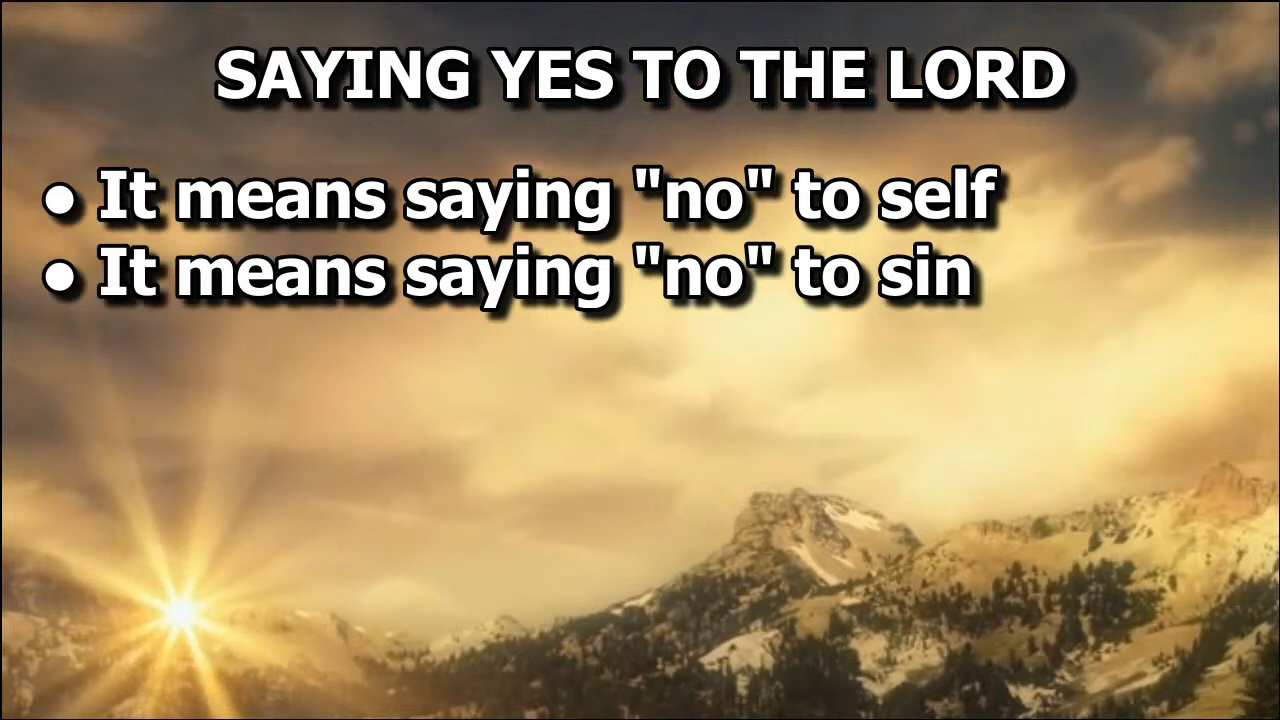 SAYING YES TO THE LORD
● It means saying "no" to self
● It means saying "no" to sin